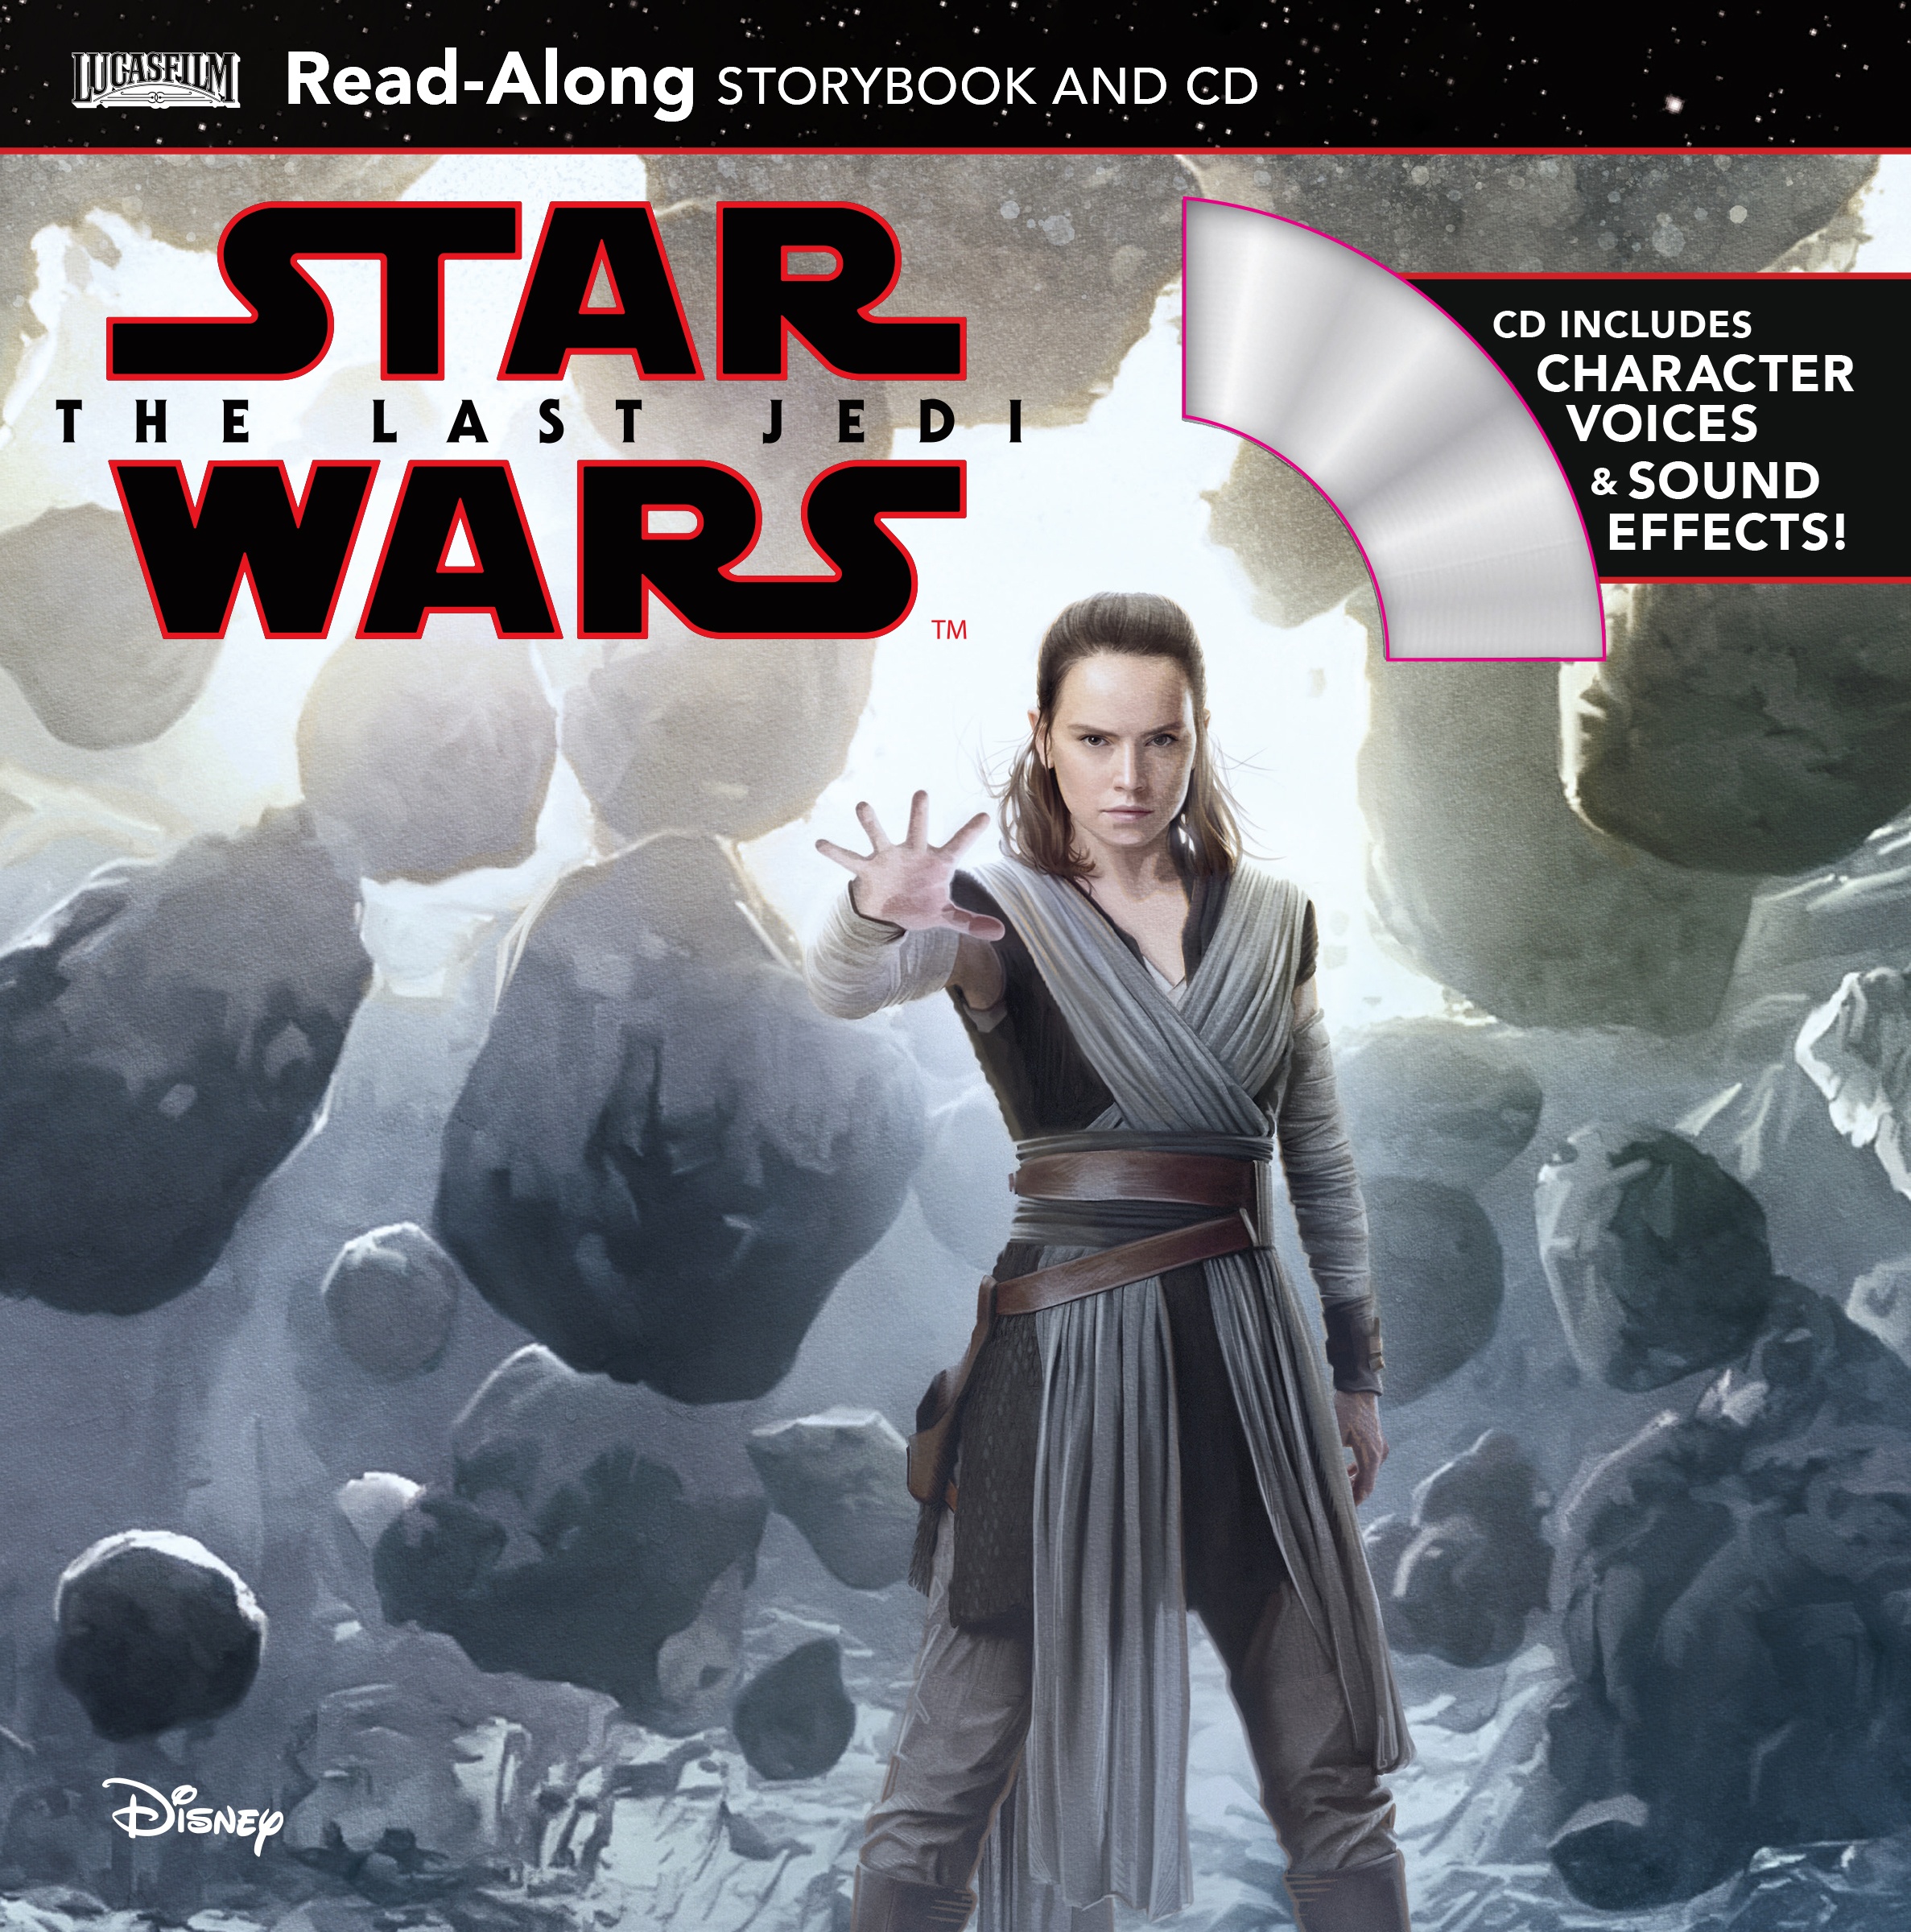 LUCASFILM
Read-Along STORYBOOK AND CD
STAR
THE LAST JEDI
WARS
TM
CD INCLUDES
CHARACTER
VOICES
& SOUND
EFFECTS!
Disney